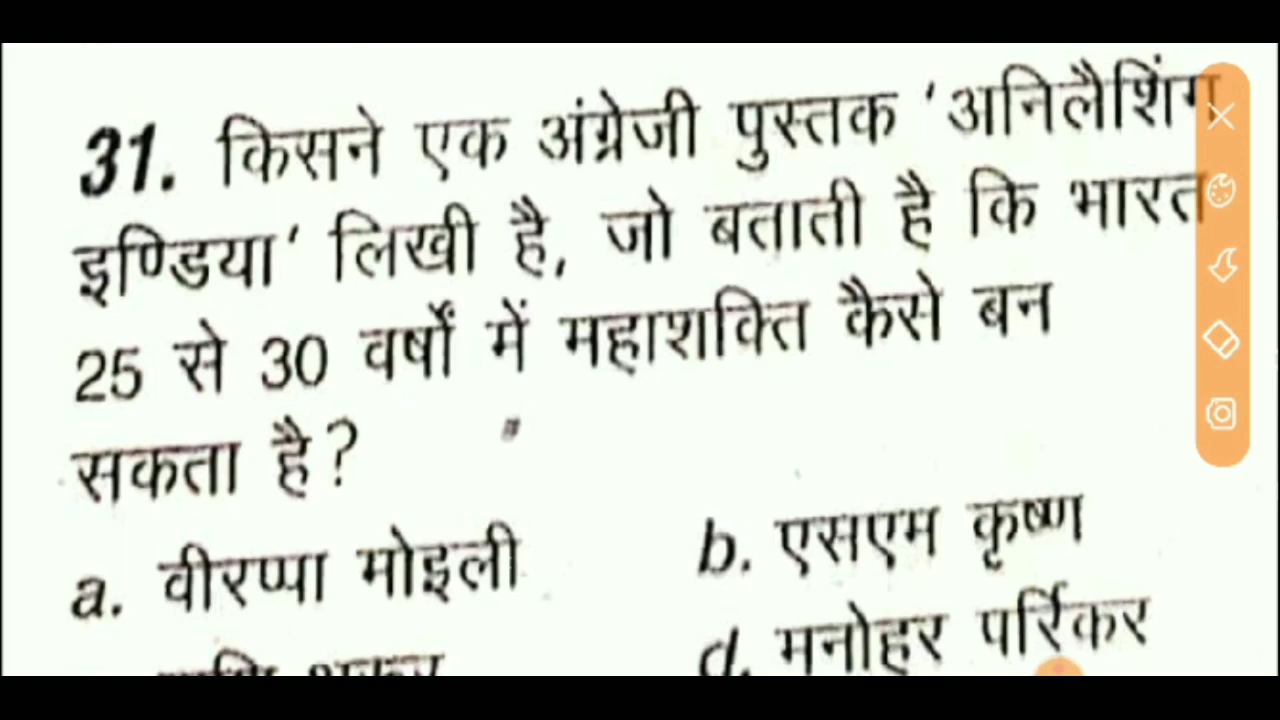 31. किसने एक अंग्रेजी पुस्तक 'अनिलैशिंग
इण्डिया' लिखी है, जो बताती है कि भारत
25 से 30 वर्षों में महाशक्ति कैसे बन
सकता है?
a. वीरप्पा मोइली b. एसएम कृष्ण
d. मनोहर पर्रिकर